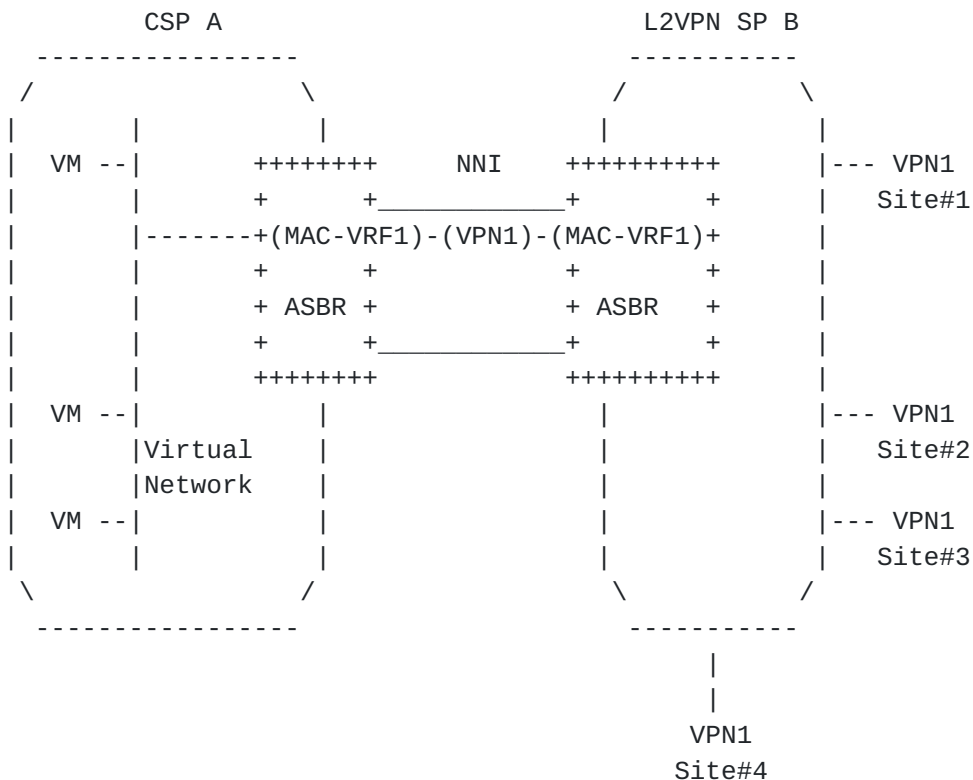 CSP A L2VPN SP B
VM -- NNI --- VPN1
Site#1
(MAC-VRF1)-(VPN1)-(MAC-VRF1)
ASBR ASBR
VM -- --- VPN1
Virtual Site#2
Network
VM -- --- VPN1
Site#3
VPN1
Site#4